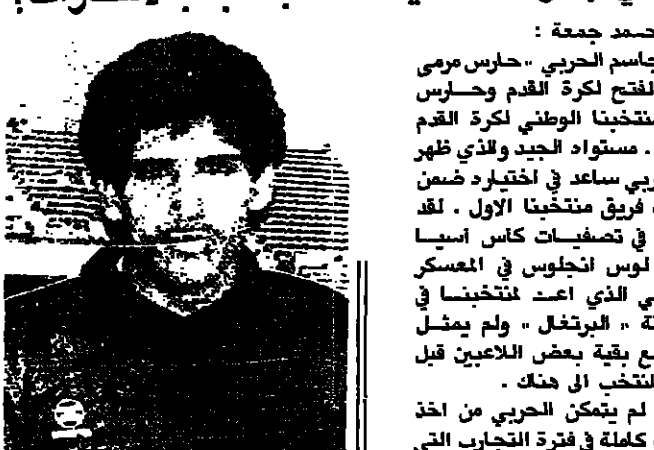 حمد جمعة :
جاسم الحربي « حارس مرمى
لفتح لكرة القدم وحارس
منتخبنا الوطني لكرة القدم
. مستواه الجيد والذي ظهر
ربي ساعد في اختياره ضمن
فريق منتخبنا الاول . لقد
في تصفيات كأس آسيا
لوس انجلوس في المعسكر
ي الذي اعد لمنتخبنا في
ة « البرتغال » ولم يمثل
ع بقية بعض اللاعبين قبل
لمنتخب الى هناك .
لم يتمكن الحربي من اخذ
كاملة في فترة التجارب التي